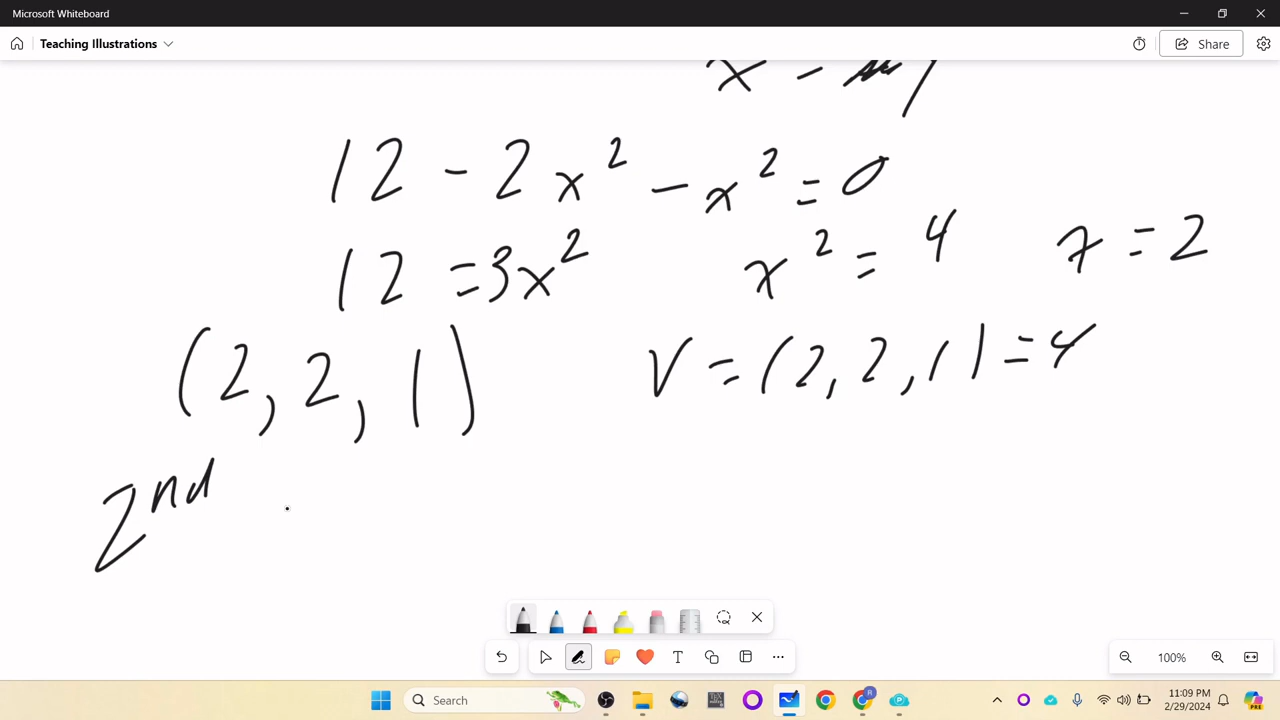 Microsoft Whiteboard
Teaching Illustrations
Share
12 - 2x² - x² = 0
12 = 3x² x² = 4 x = 2
(2, 2, 1) V = (2, 2, 1) = 4
2nd
100%
Search
11:09 PM
2/29/2024